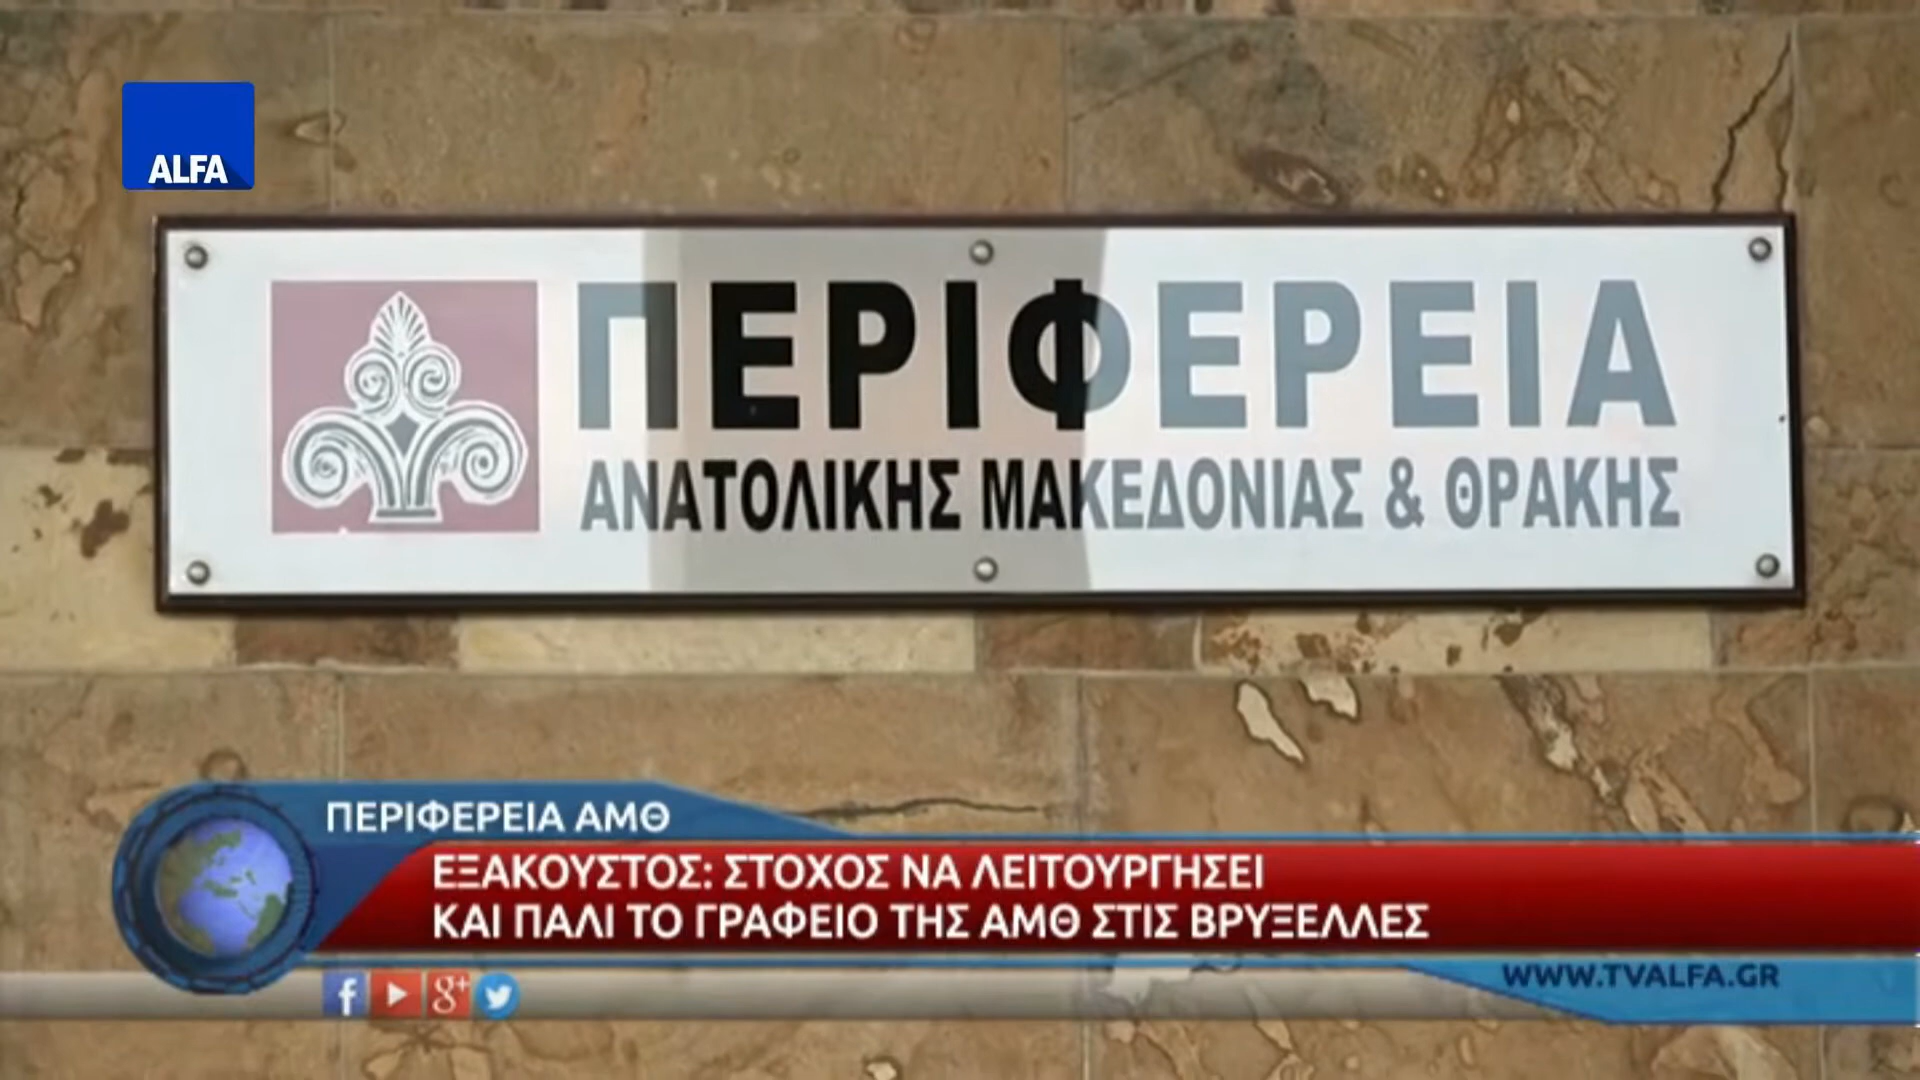 ALFA
ΠΕΡΙΦΕΡΕΙΑ
ΑΝΑΤΟΛΙΚΗΣ ΜΑΚΕΔΟΝΙΑΣ & ΘΡΑΚΗΣ
ΠΕΡΙΦΕΡΕΙΑ ΑΜΘ
ΕΞΑΚΟΥΣΤΟΣ: ΣΤΟΧΟΣ ΝΑ ΛΕΙΤΟΥΡΓΗΣΕΙ
ΚΑΙ ΠΑΛΙ ΤΟ ΓΡΑΦΕΙΟ ΤΗΣ ΑΜΘ ΣΤΙΣ ΒΡΥΞΕΛΛΕΣ
WWW.TVALFA.GR
f g+